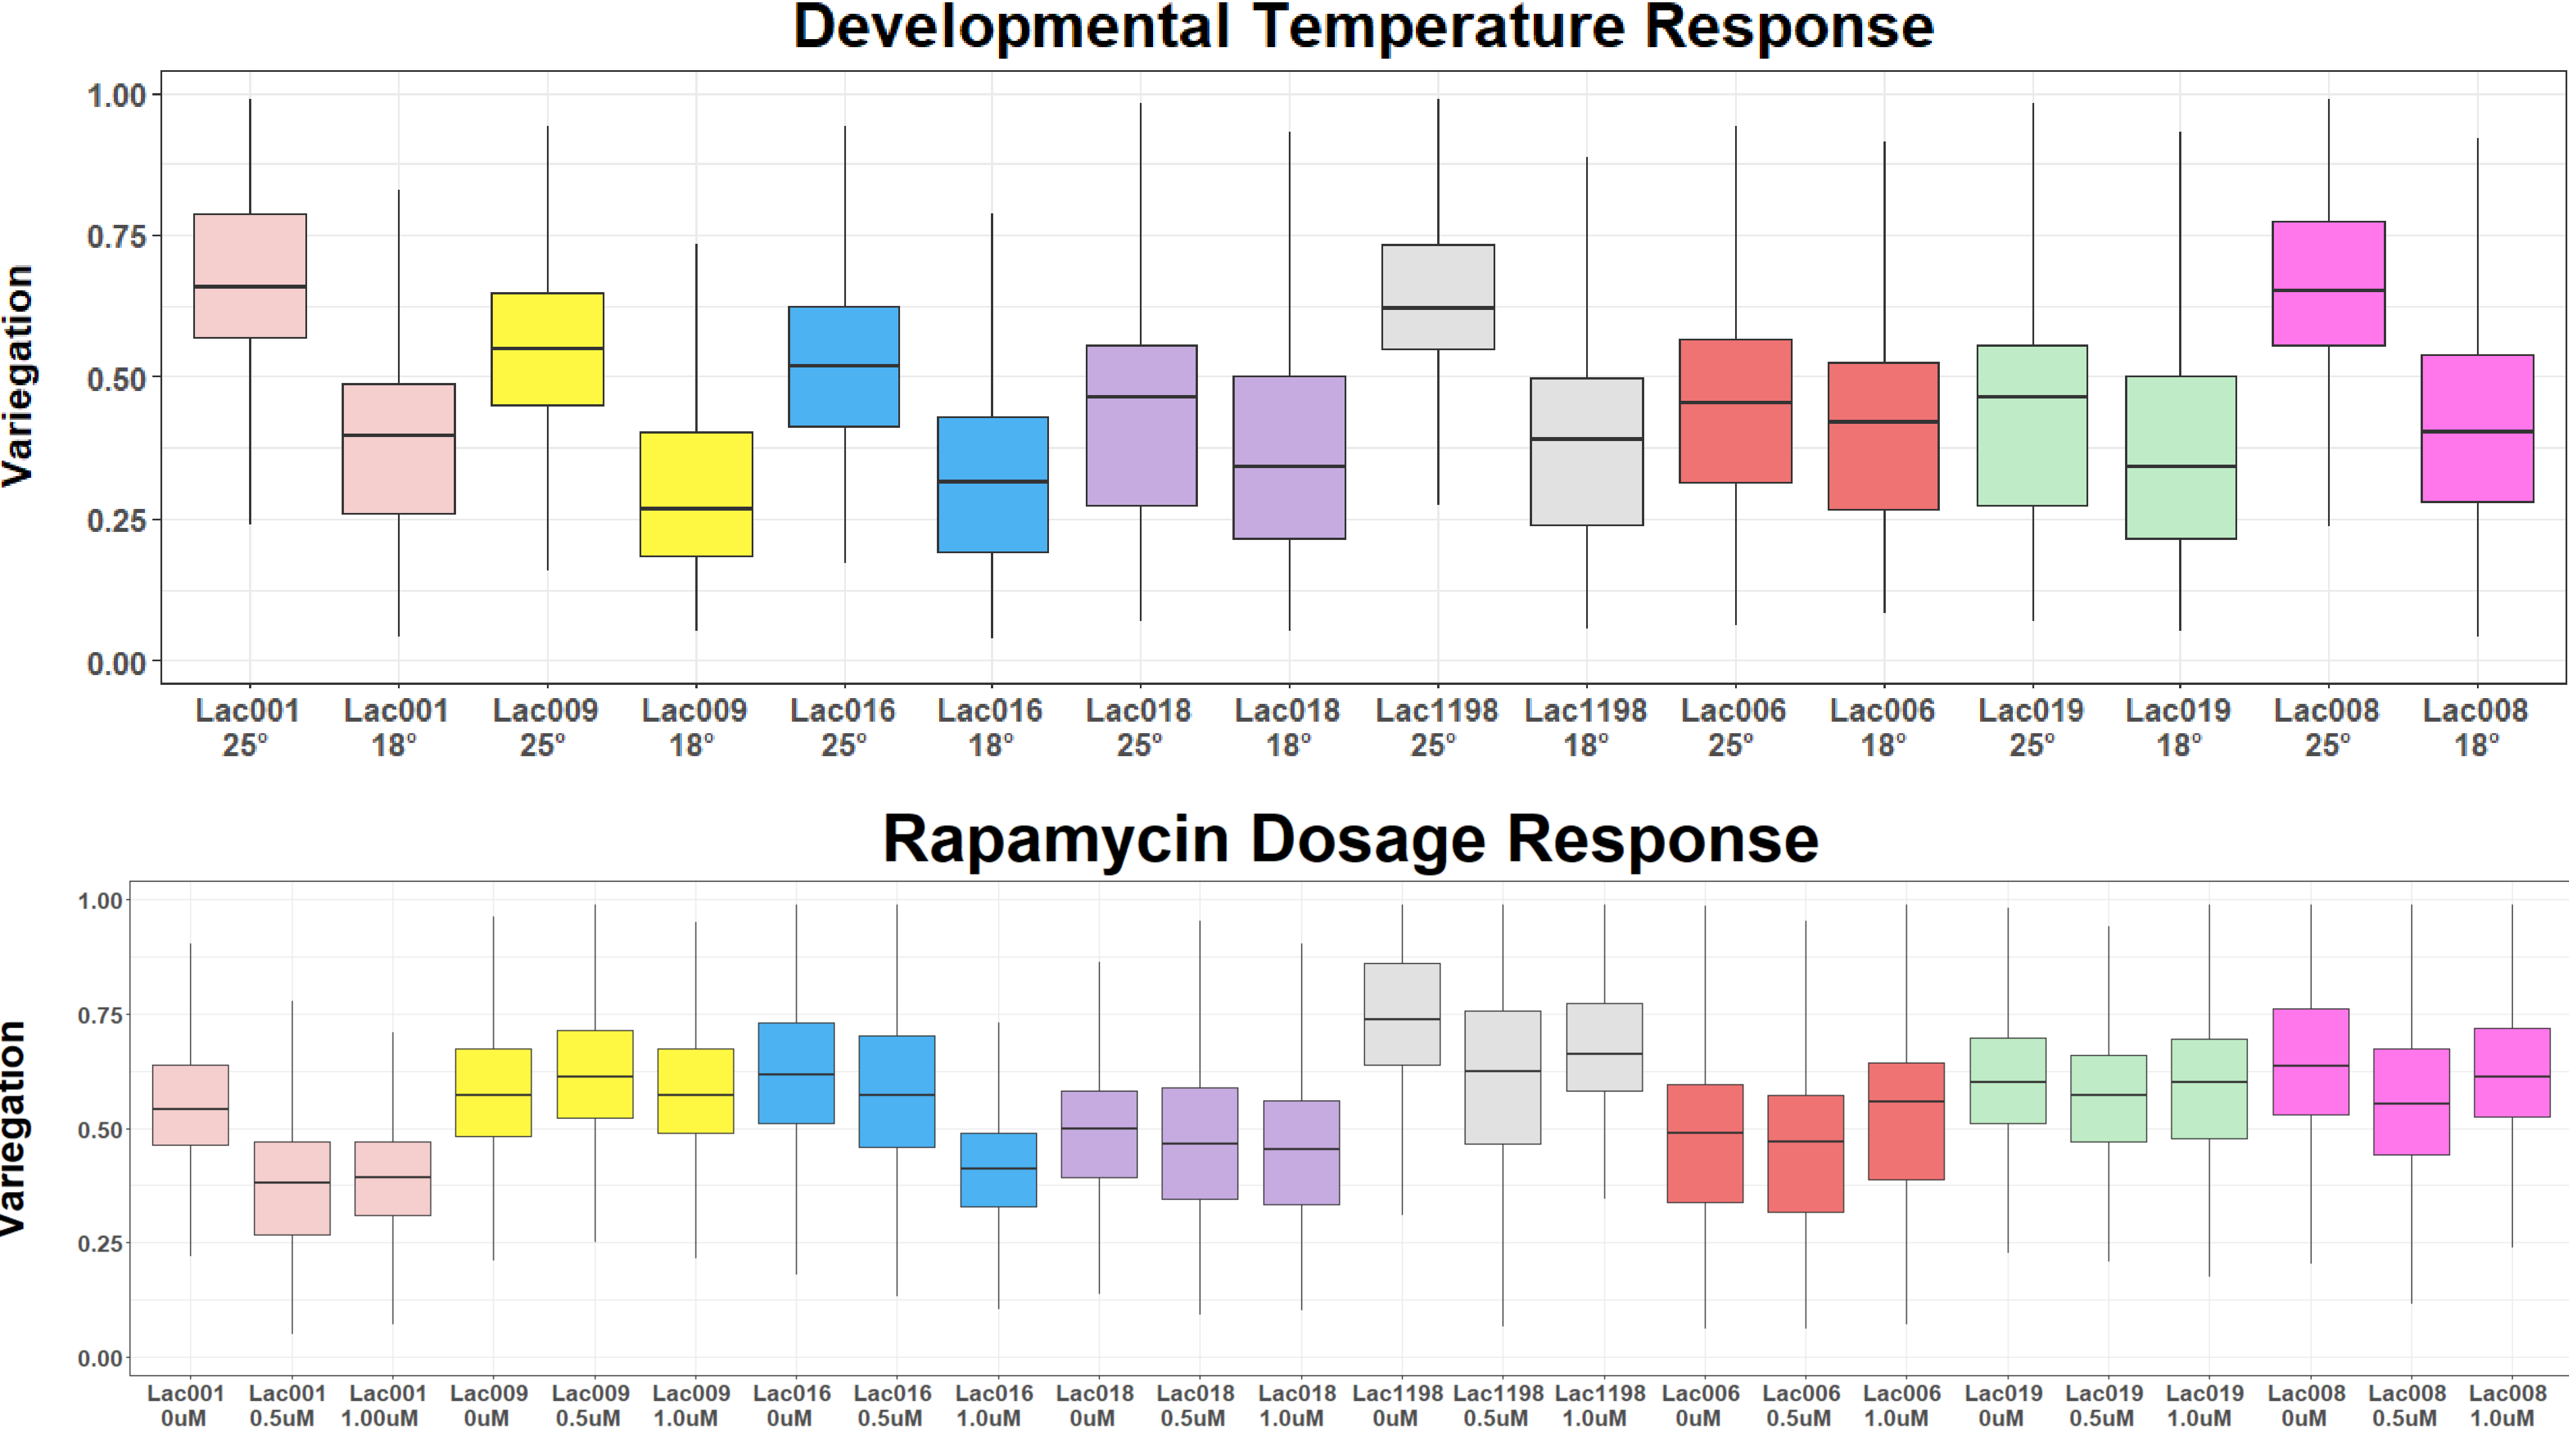 Developmental Temperature Response
Variegation
1.00
0.75
0.50
0.25
0.00
Lac001 Lac001 Lac009 Lac009 Lac016 Lac016 Lac018 Lac018 Lac1198 Lac1198 Lac006 Lac006 Lac019 Lac019 Lac008 Lac008
25° 18° 25° 18° 25° 18° 25° 18° 25° 18° 25° 18° 25° 18° 25° 18°
Rapamycin Dosage Response
Variegation
1.00
0.75
0.50
0.25
0.00
Lac001 Lac001 Lac001 Lac009 Lac009 Lac009 Lac016 Lac016 Lac016 Lac018 Lac018 Lac018 Lac1198 Lac1198 Lac1198 Lac006 Lac006 Lac006 Lac019 Lac019 Lac019 Lac008 Lac008 Lac008
0uM 0.5uM 1.00uM 0uM 0.5uM 1.0uM 0uM 0.5uM 1.0uM 0uM 0.5uM 1.0uM 0uM 0.5uM 1.0uM 0uM 0.5uM 1.0uM 0uM 0.5uM 1.0uM 0uM 0.5uM 1.0uM